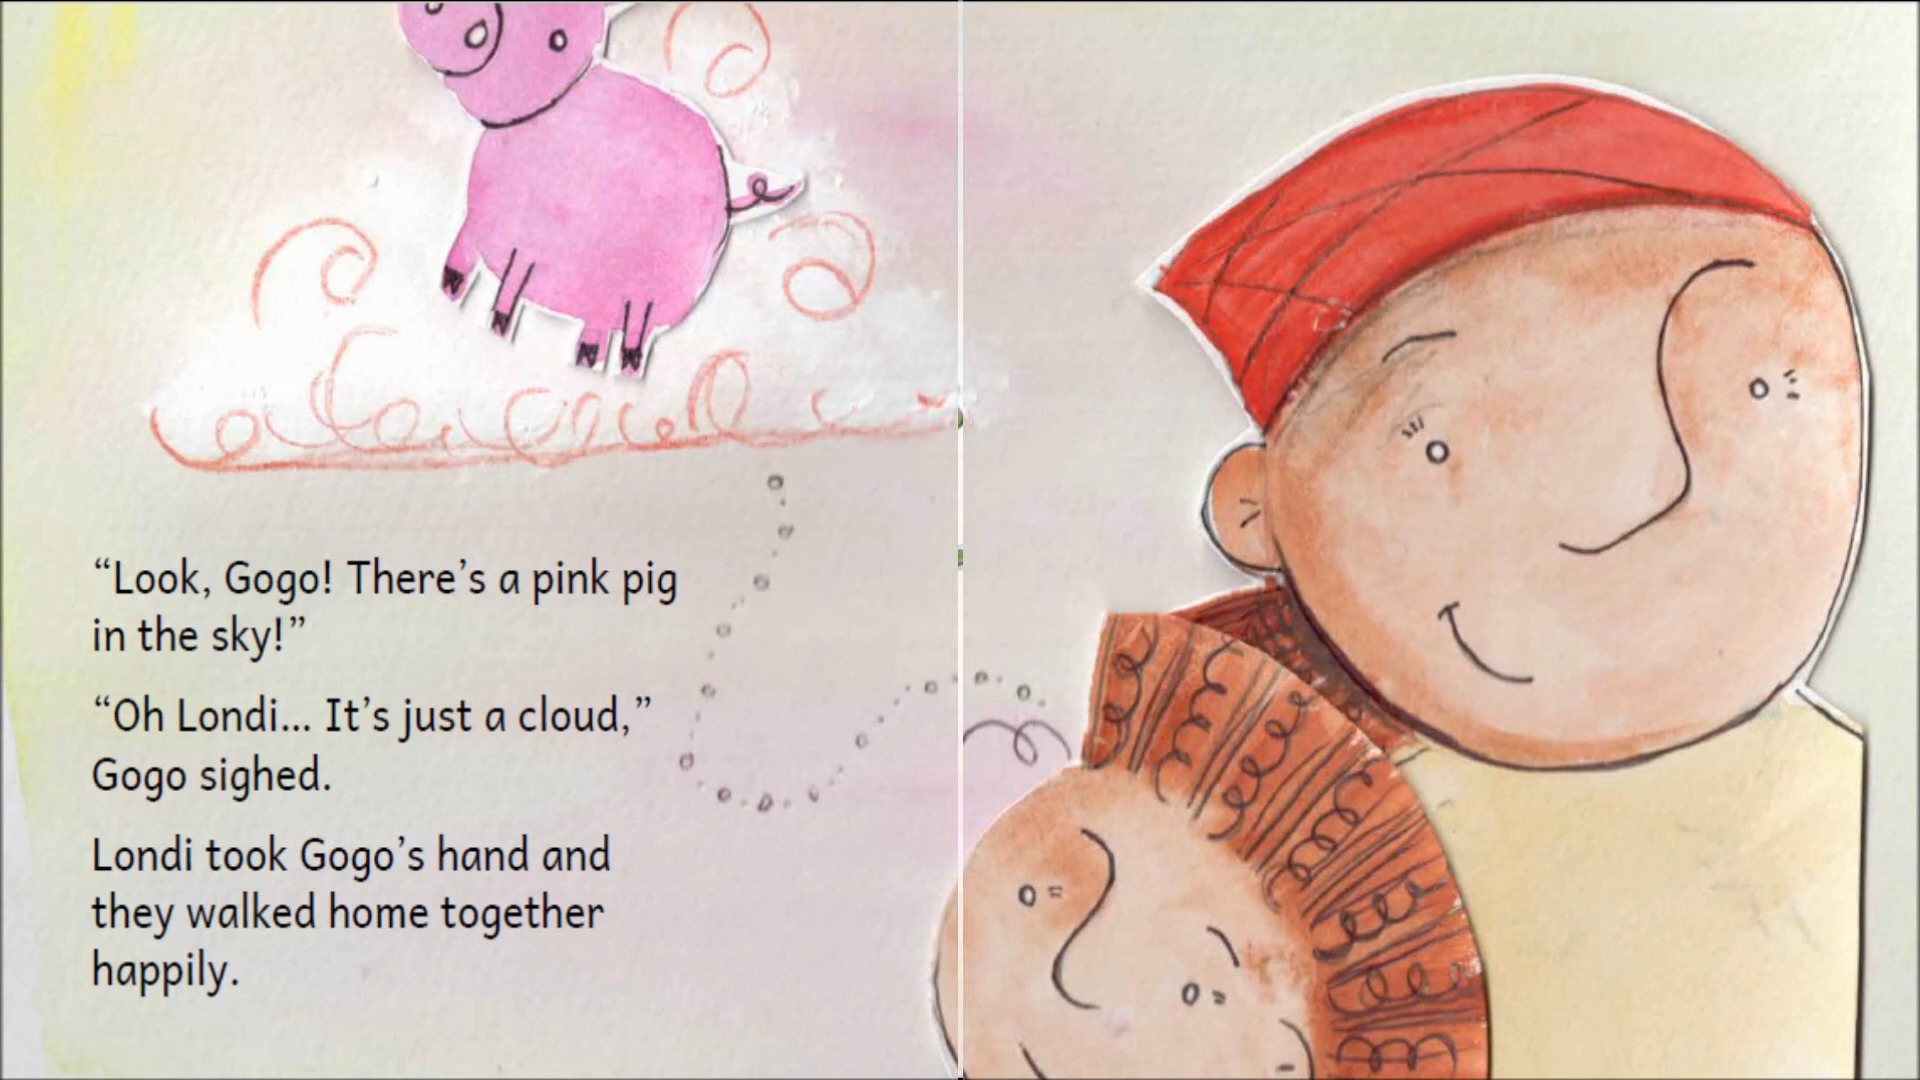 “Look, Gogo! There’s a pink pig
in the sky!”
“Oh Londi... It’s just a cloud,”
Gogo sighed.
Londi took Gogo’s hand and
they walked home together
happily.